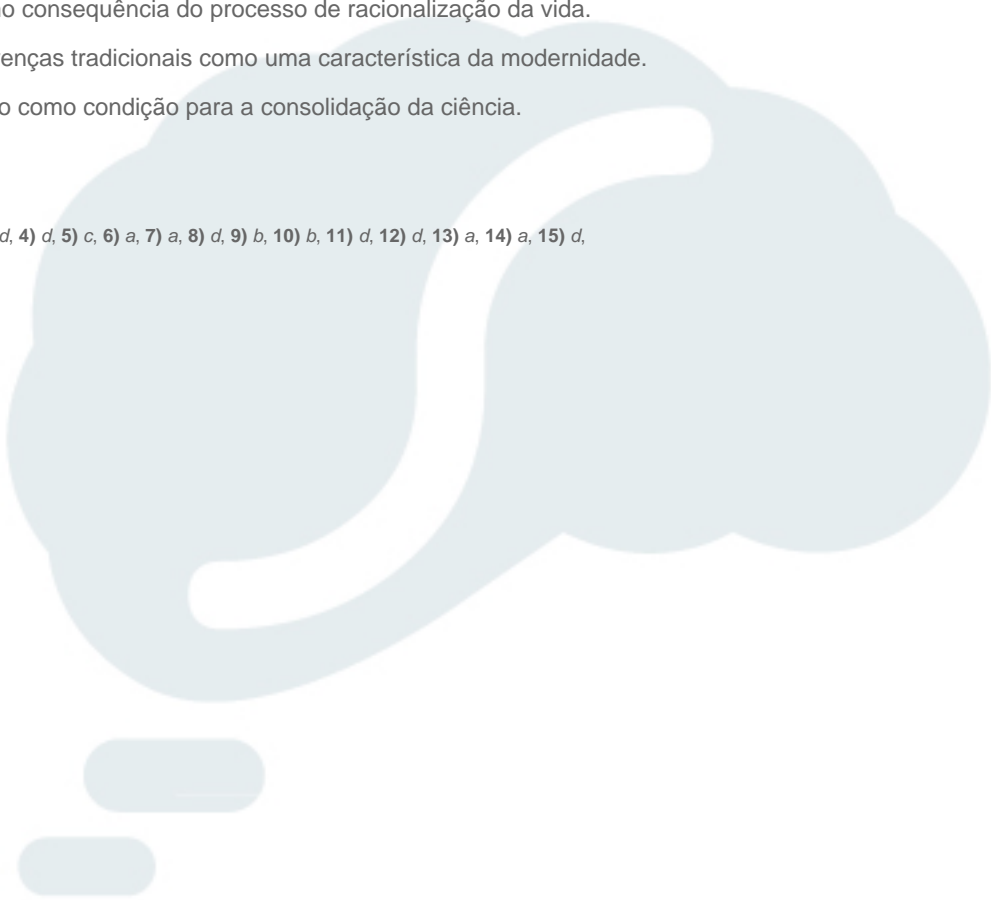 consequência do processo de racionalização da vida.
tradicionais como uma característica da modernidade.
como condição para a consolidação da ciência.
d, 4) d, 5) c, 6) a, 7) a, 8) d, 9) b, 10) b, 11) d, 12) d, 13) a, 14) a, 15) d,